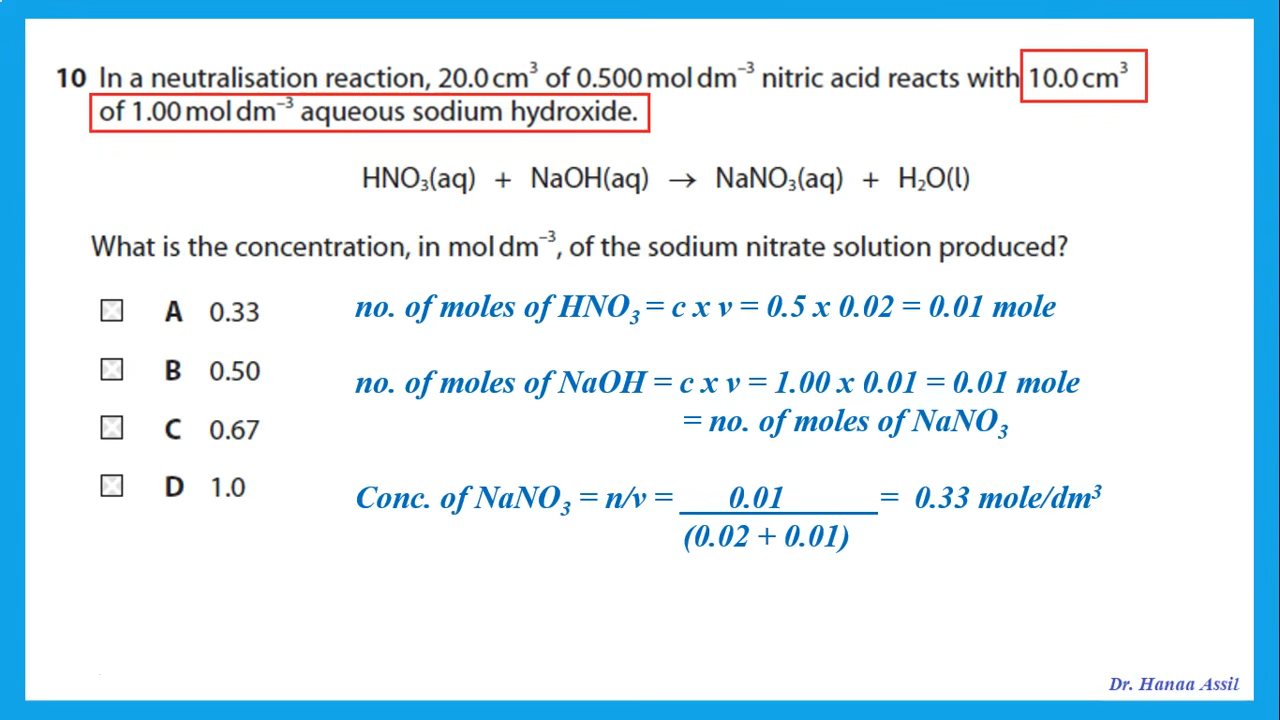 10 In a neutralisation reaction, 20.0 cm³ of 0.500 mol dm⁻³ nitric acid reacts with 10.0 cm³
of 1.00 mol dm⁻³ aqueous sodium hydroxide.
HNO₃(aq) + NaOH(aq) → NaNO₃(aq) + H₂O(l)
What is the concentration, in mol dm⁻³, of the sodium nitrate solution produced?
A 0.33
no. of moles of HNO₃ = c x v = 0.5 x 0.02 = 0.01 mole
B 0.50
no. of moles of NaOH = c x v = 1.00 x 0.01 = 0.01 mole
= no. of moles of NaNO₃
C 0.67
D 1.0
Conc. of NaNO₃ = n/v = 0.01 = 0.33 mole/dm³
(0.02 + 0.01)
Dr. Hanaa Assil